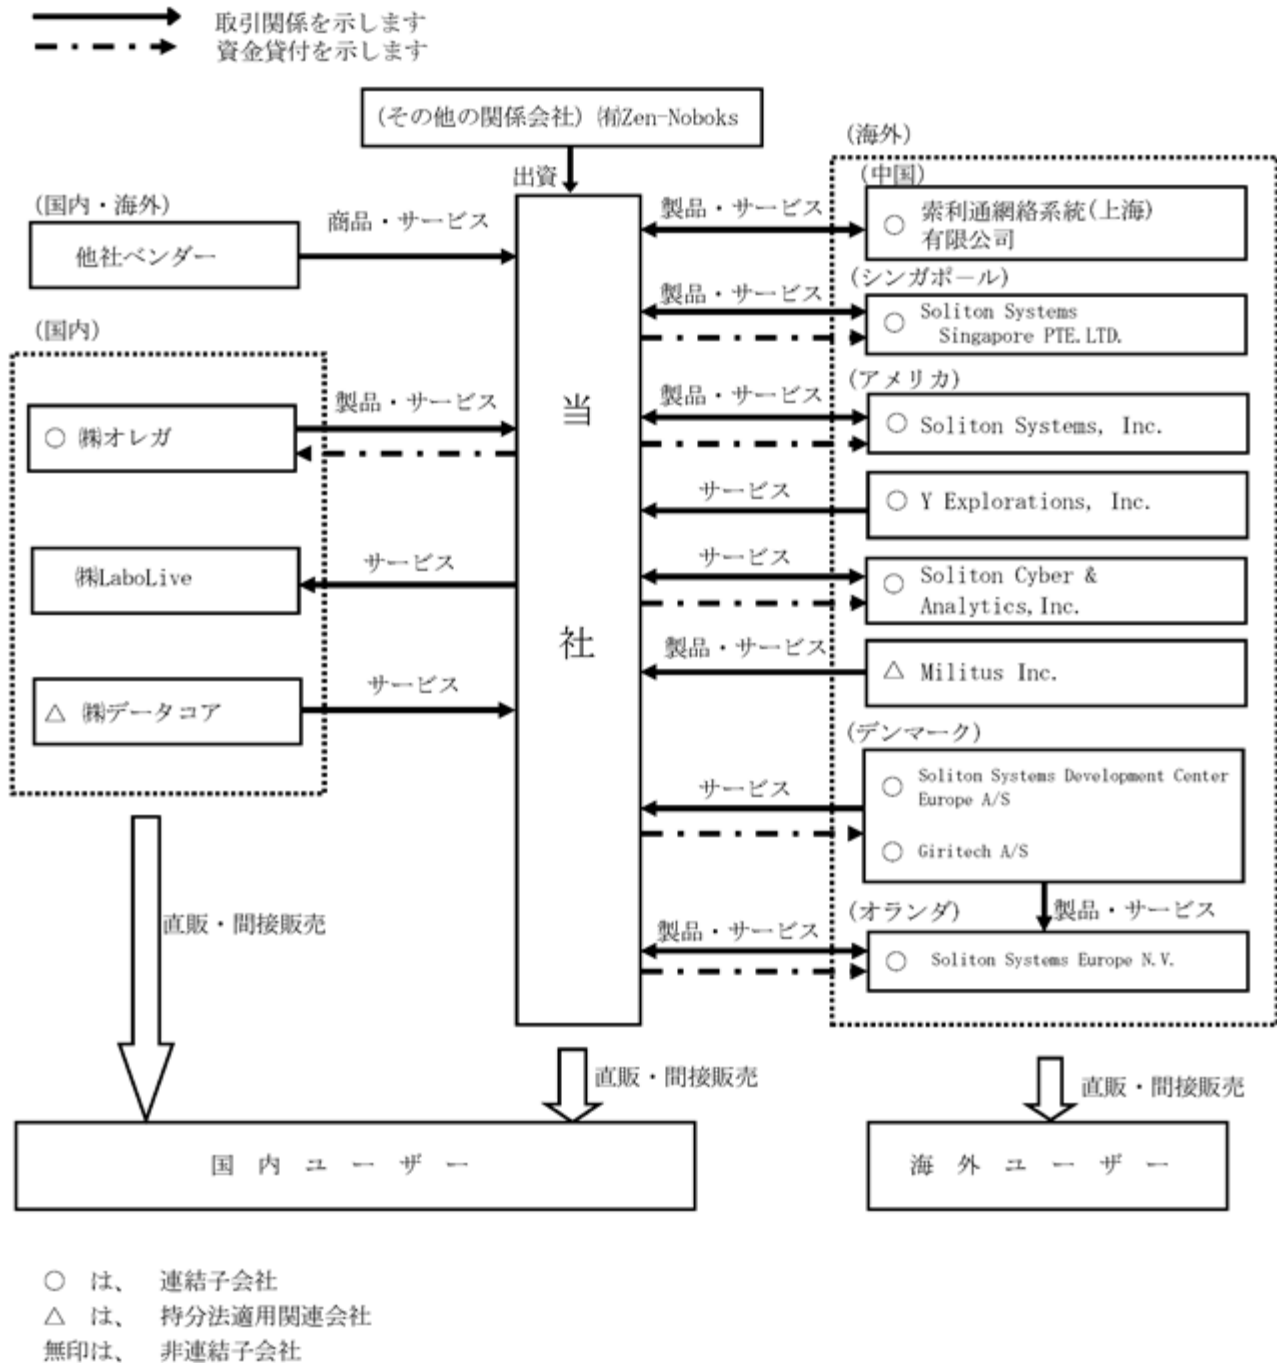 取引関係を示します
資金貸付を示します
(その他の関係会社) ㈲Zen-Noboks
出資
(国内・海外)
他社ベンダー
商品・サービス
(国内)
○ ㈱オレガ
製品・サービス
㈱LaboLive
サービス
△ ㈱データコア
サービス
当
社
(海外)
(中国)
製品・サービス
○ 索利通網絡系統(上海)
有限公司
(シンガポール)
製品・サービス
○ Soliton Systems
Singapore PTE.LTD.
(アメリカ)
製品・サービス
○ Soliton Systems, Inc.
サービス
○ Y Explorations, Inc.
サービス
○ Soliton Cyber &
Analytics,Inc.
製品・サービス
△ Militus Inc.
(デンマーク)
サービス
○ Soliton Systems Development Center
Europe A/S
○ Giritech A/S
製品・サービス
(オランダ)
製品・サービス
○ Soliton Systems Europe N.V.
直販・間接販売
直販・間接販売
直販・間接販売
国 内 ユ ー ザ ー
海 外 ユ ー ザ ー
○ は、 連結子会社
△ は、 持分法適用関連会社
無印は、 非連結子会社